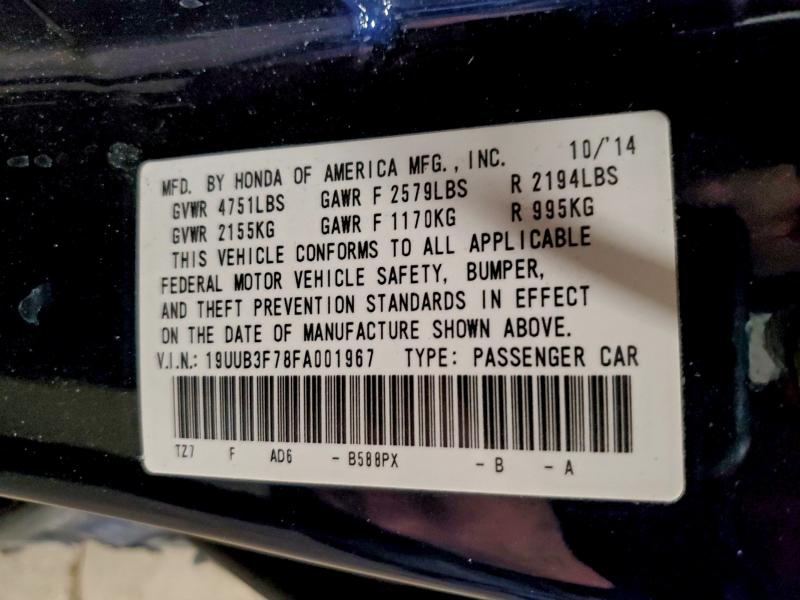 MFD. BY HONDA OF AMERICA MFG., INC. 10/'14
GVWR 4751LBS GAWR F 2579LBS R 2194LBS
GVWR 2155KG GAWR F 1170KG R 995KG
THIS VEHICLE CONFORMS TO ALL APPLICABLE
FEDERAL MOTOR VEHICLE SAFETY, BUMPER,
AND THEFT PREVENTION STANDARDS IN EFFECT
ON THE DATE OF MANUFACTURE SHOWN ABOVE.
V.I.N.: 19UUB3F78FA001967 TYPE: PASSENGER CAR
TZ7 F AD6 - B588PX - B - A